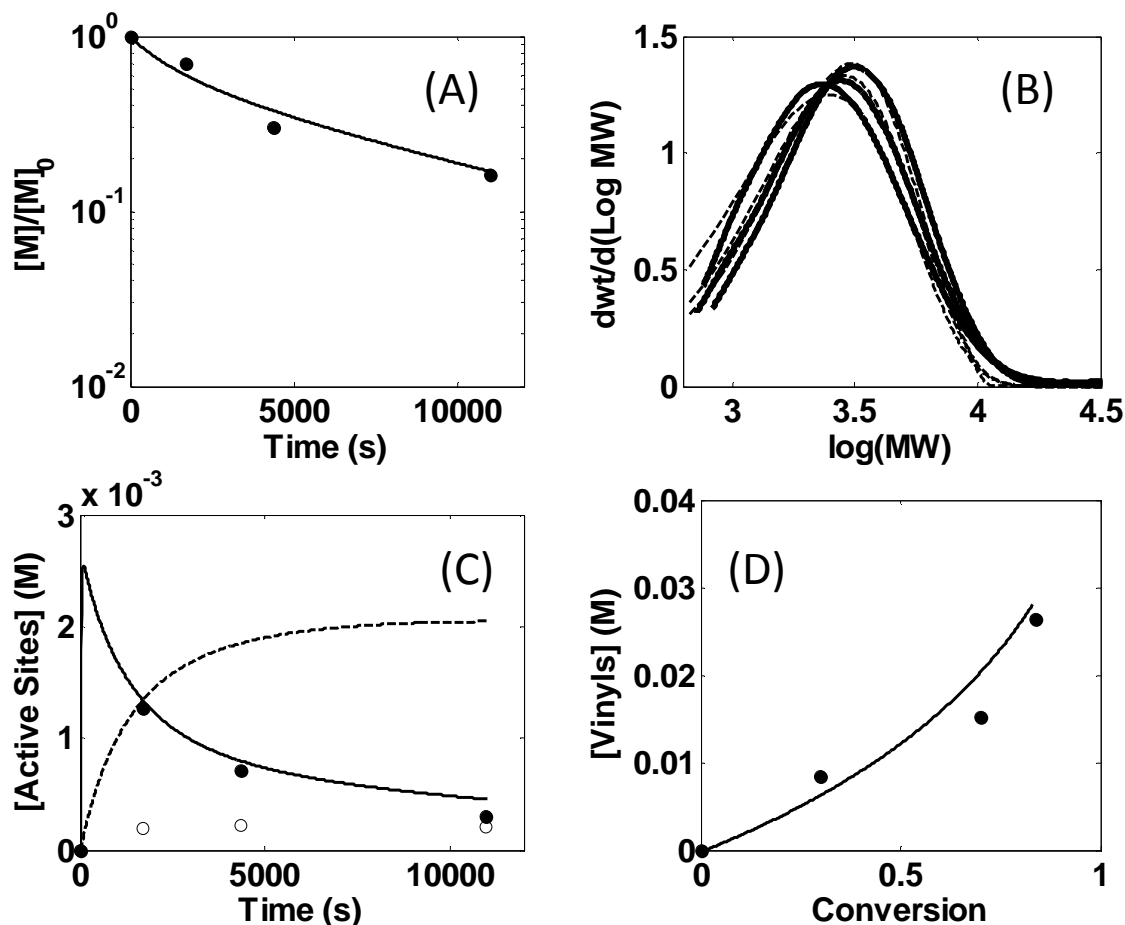 (A)
[M]/[M]0
10^0
10^-1
10^-2
0 5000 10000
Time (s)
(B)
dwt/d(Log MW)
1.5
1
0.5
0
3 3.5 4 4.5
log(MW)
(C)
x 10^-3
[Active Sites] (M)
3
2
1
0
0 5000 10000
Time (s)
(D)
[Vinyls] (M)
0.04
0.03
0.02
0.01
0
0 0.5 1
Conversion